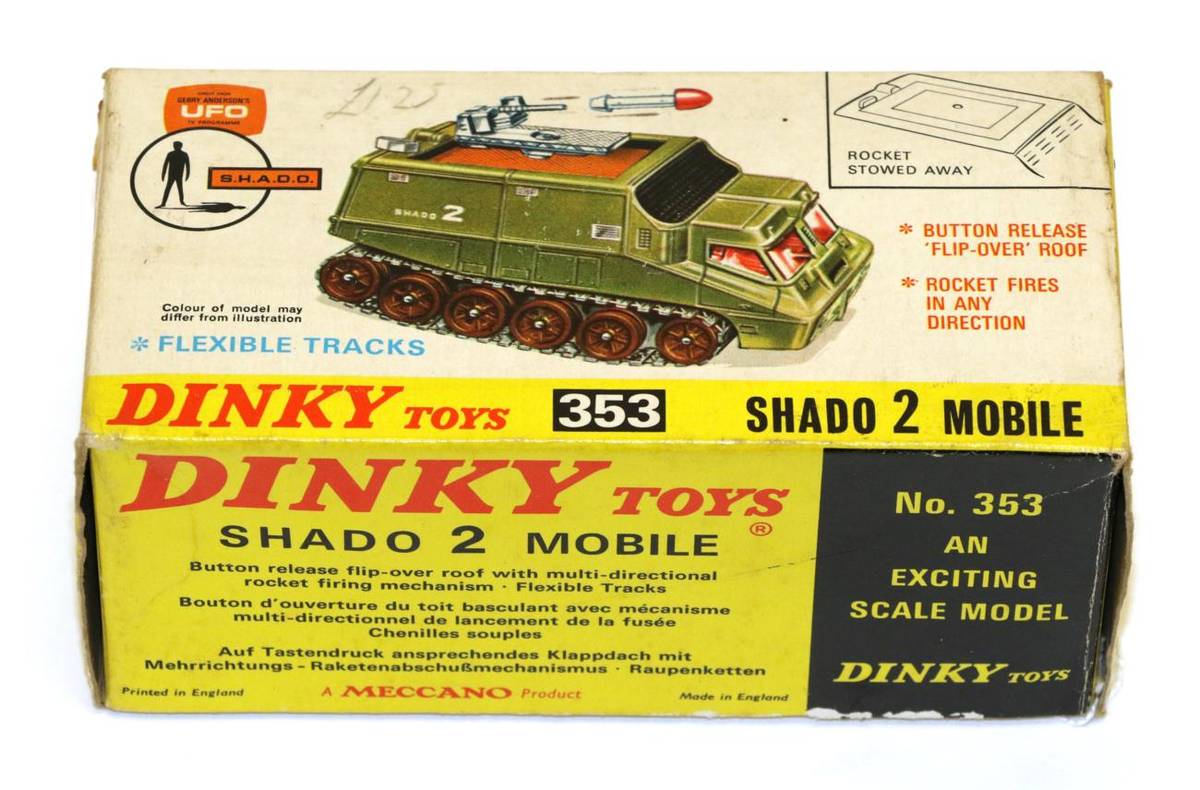 GERRY ANDERSON'S
UFO
TV PROGRAMME
S.H.A.D.O.
£1.25
SHADO 2
ROCKET
STOWED AWAY
* BUTTON RELEASE
'FLIP-OVER' ROOF
* ROCKET FIRES
IN ANY
DIRECTION
Colour of model may
differ from illustration
* FLEXIBLE TRACKS
DINKY TOYS 353 SHADO 2 MOBILE
DINKY TOYS ®
SHADO 2 MOBILE
Button release flip-over roof with multi-directional
rocket firing mechanism · Flexible Tracks
Bouton d'ouverture du toit basculant avec mécanisme
multi-directionnel de lancement de la fusée
Chenilles souples
Auf Tastendruck ansprechendes Klappdach mit
Mehrrichtungs-Raketenabschußmechanismus · Raupenketten
Printed in England A MECCANO Product Made in England
No. 353
AN
EXCITING
SCALE MODEL
DINKY TOYS